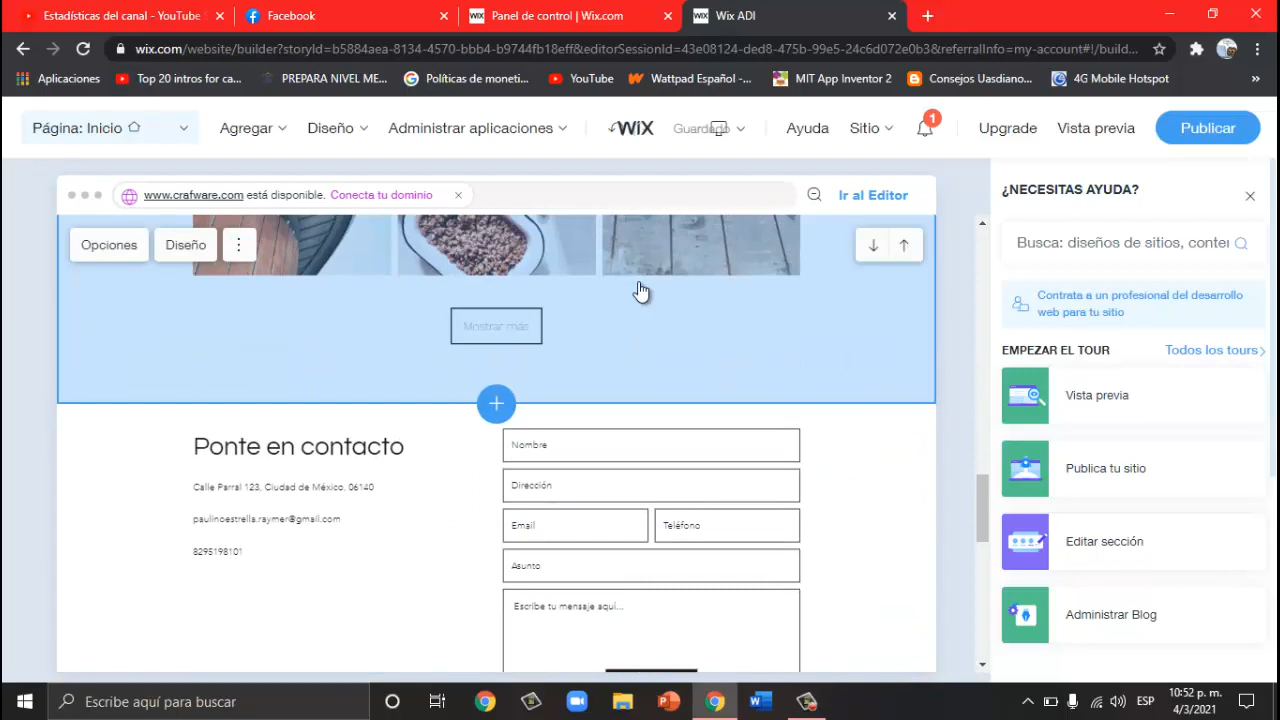 Estadísticas del canal - YouTube
Facebook
WIX Panel de control | Wix.com
WIX Wix ADI
wix.com/website/builder?storyId=b5884aea-8134-4570-bbb4-b9744fb18eff&editorSessionId=43e08124-ded8-475b-99e5-24c6d072e0b3&referralInfo=my-account#!/build...
Aplicaciones
Top 20 intros for ca...
PREPARA NIVEL ME...
Políticas de moneti...
YouTube
Wattpad Español -...
MIT App Inventor 2
Consejos Uasdiano...
4G Mobile Hotspot
»
Página: Inicio
Agregar
Diseño
Administrar aplicaciones
WIX
Guardado
Ayuda
Sitio
1
Upgrade
Vista previa
Publicar
www.crafware.com está disponible. Conecta tu dominio
Ir al Editor
Opciones
Diseño
Mostrar más
Ponte en contacto
Calle Parral 123, Ciudad de México, 06140
paulinoestrella.raymer@gmail.com
8295198101
Nombre
Dirección
Email
Teléfono
Asunto
Escribe tu mensaje aquí...
¿NECESITAS AYUDA?
Busca: diseños de sitios, conter
Contrata a un profesional del desarrollo
web para tu sitio
EMPEZAR EL TOUR
Todos los tours
Vista previa
Publica tu sitio
Editar sección
Administrar Blog
Escribe aquí para buscar
ESP
10:52 p. m.
4/3/2021